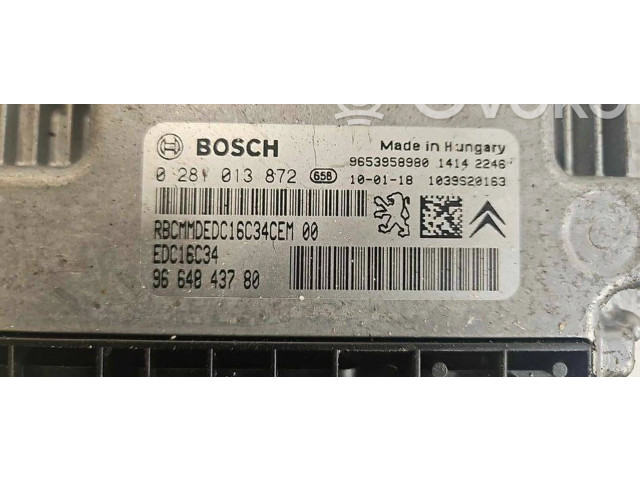 OVOKO
BOSCH
Made in Hungary
0 281 013 872 658
9653958980 1414 2246
10-01-18 1039S20163
RBCMMDEDC16C34CEM 00
EDC16C34
96 648 437 80